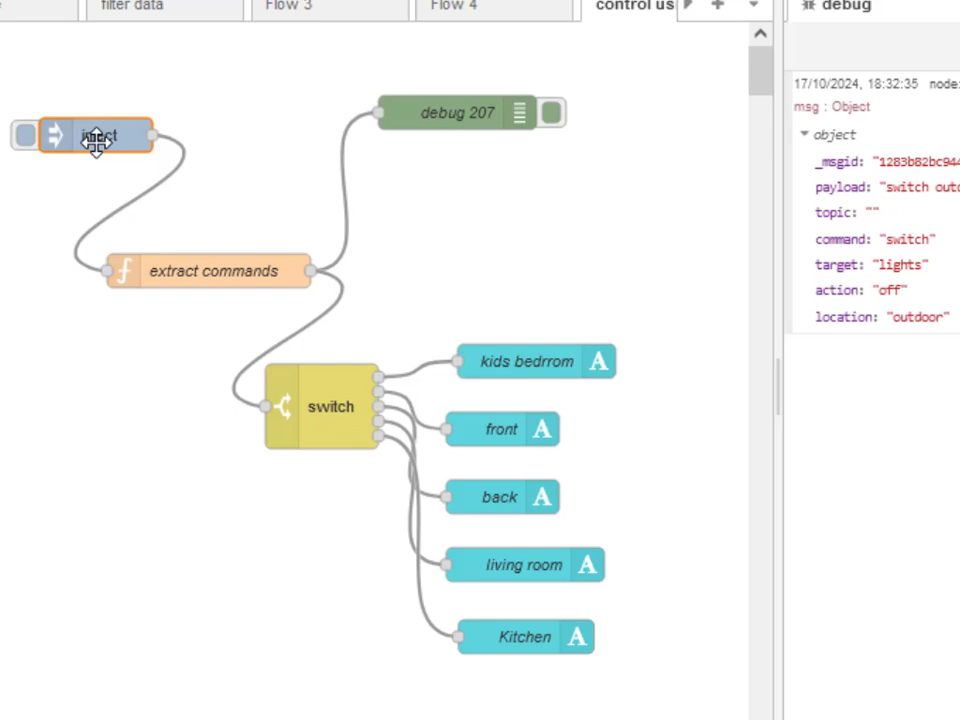 filter data
Flow 3
Flow 4
control us
debug
debug 207
extract commands
switch
kids bedrrom
front
back
living room
Kitchen
17/10/2024, 18:32:35 node:
msg : Object
object
_msgid: "1283b82bc944
payload: "switch outd
topic: ""
command: "switch"
target: "lights"
action: "off"
location: "outdoor"